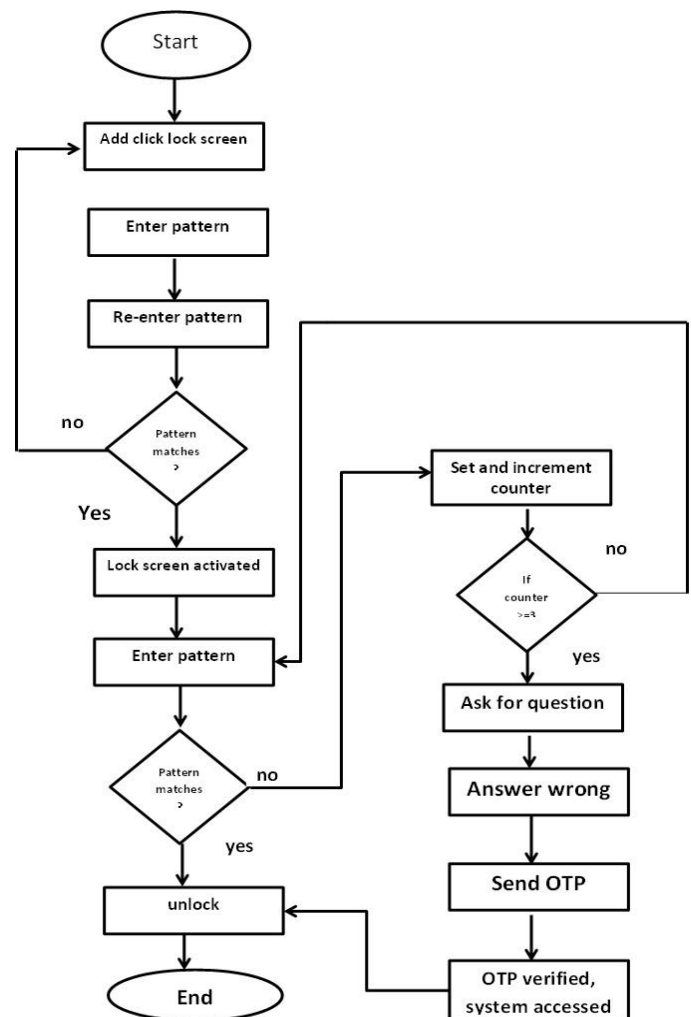 Start
Add click lock screen
Enter pattern
Re-enter pattern
no
Pattern
matches
?
Yes
Lock screen activated
Enter pattern
Pattern
matches
?
no
yes
unlock
End
Set and increment
counter
If
counter
>=3
no
yes
Ask for question
Answer wrong
Send OTP
OTP verified,
system accessed